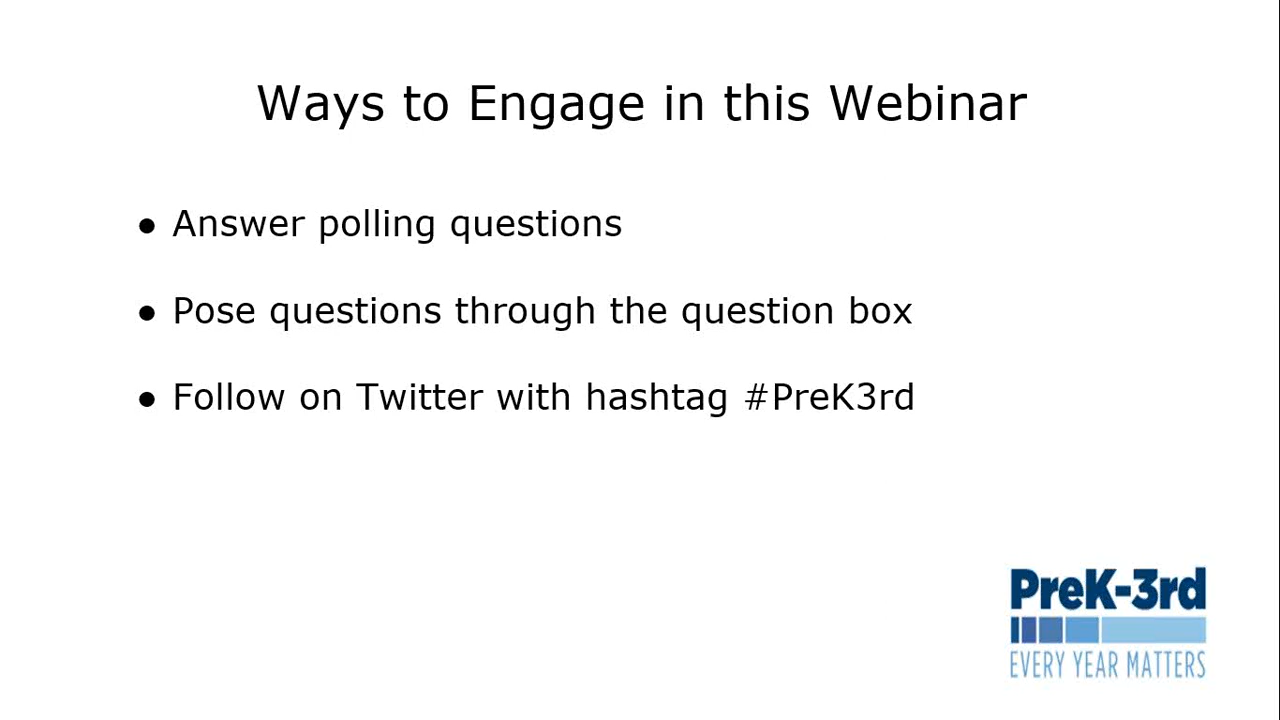 Ways to Engage in this Webinar
● Answer polling questions
● Pose questions through the question box
● Follow on Twitter with hashtag #PreK3rd
PreK-3rd
EVERY YEAR MATTERS